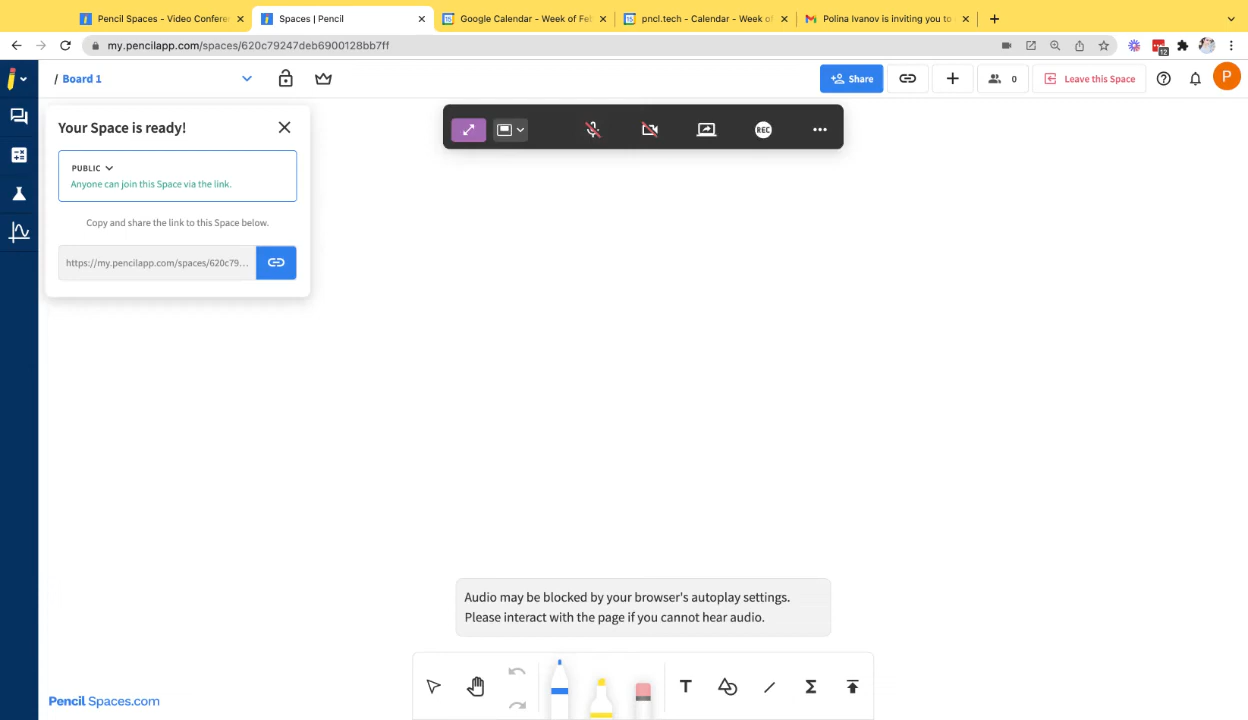 Pencil Spaces - Video Conferen
Spaces | Pencil
Google Calendar - Week of Feb
pncl.tech - Calendar - Week of
Polina Ivanov is inviting you to
my.pencilapp.com/spaces/620c79247deb6900128bb7ff
12
/ Board 1
Share
0
Leave this Space
P
Your Space is ready!
PUBLIC
Anyone can join this Space via the link.
Copy and share the link to this Space below.
https://my.pencilapp.com/spaces/620c79...
REC
Audio may be blocked by your browser's autoplay settings.
Please interact with the page if you cannot hear audio.
T
Σ
Pencil Spaces.com